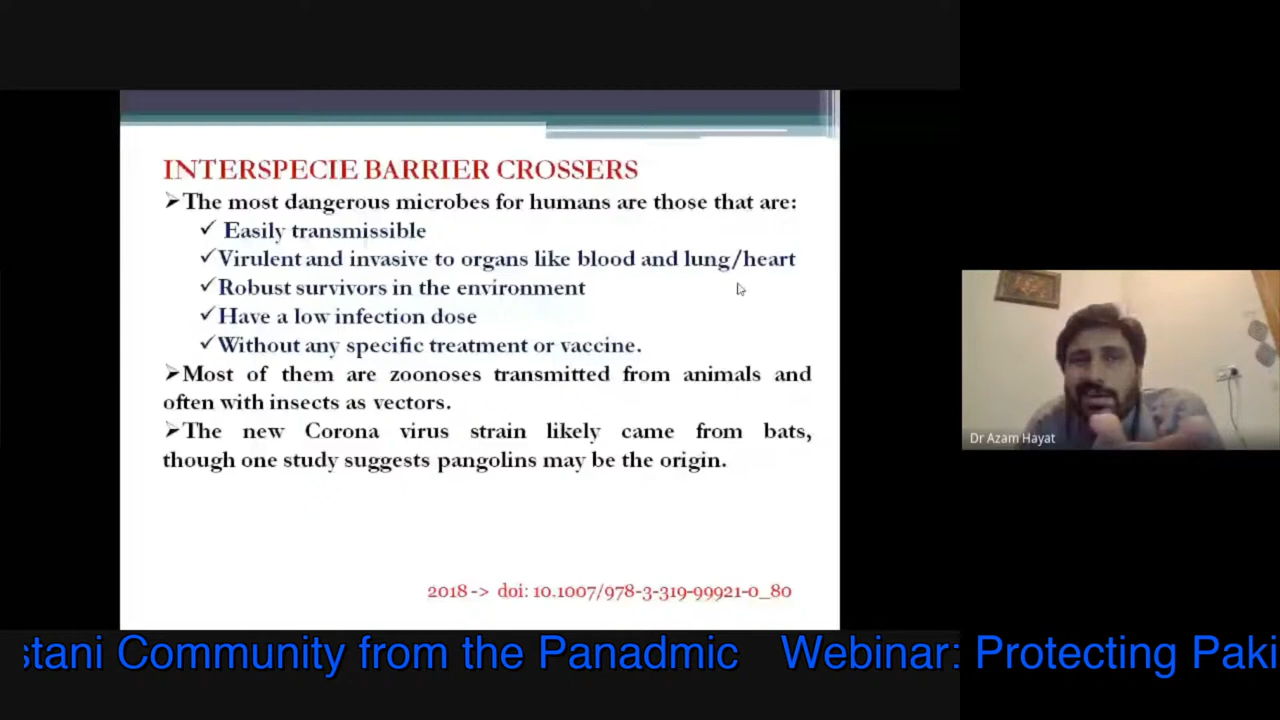 INTERSPECIE BARRIER CROSSERS
➢The most dangerous microbes for humans are those that are:
✓ Easily transmissible
✓Virulent and invasive to organs like blood and lung/heart
✓Robust survivors in the environment
✓Have a low infection dose
✓Without any specific treatment or vaccine.
➢Most of them are zoonoses transmitted from animals and
often with insects as vectors.
➢The new Corona virus strain likely came from bats,
though one study suggests pangolins may be the origin.
2018 -> doi: 10.1007/978-3-319-99921-0_80
Dr Azam Hayat
stani Community from the Panadmic Webinar: Protecting Paki